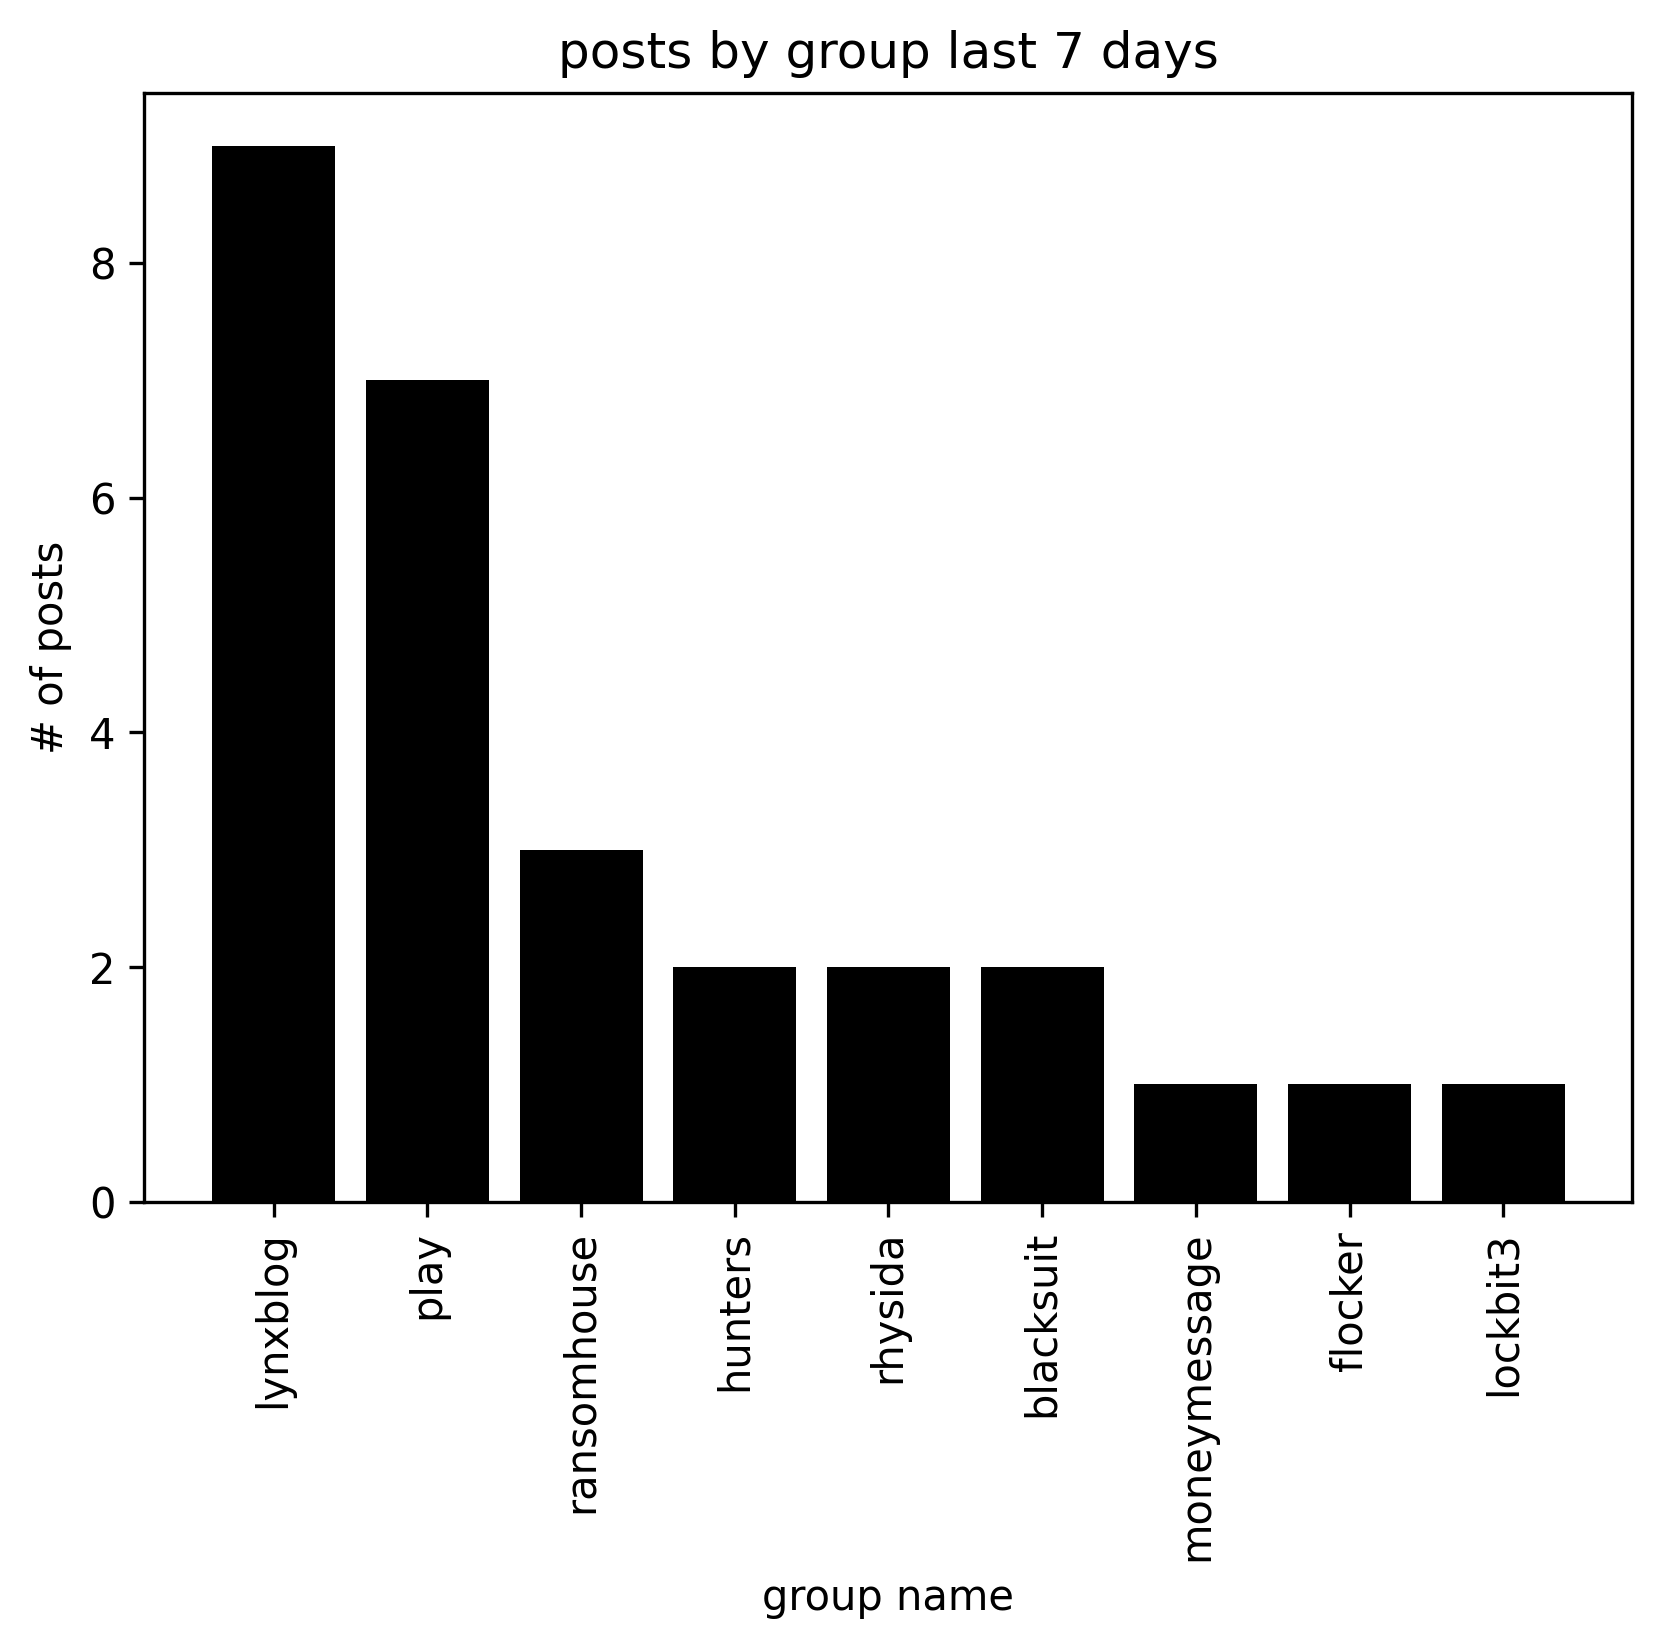 posts by group last 7 days
# of posts
8
6
4
2
0
lynxblog
play
ransomhouse
hunters
rhysida
blacksuit
moneymessage
flocker
lockbit3
group name